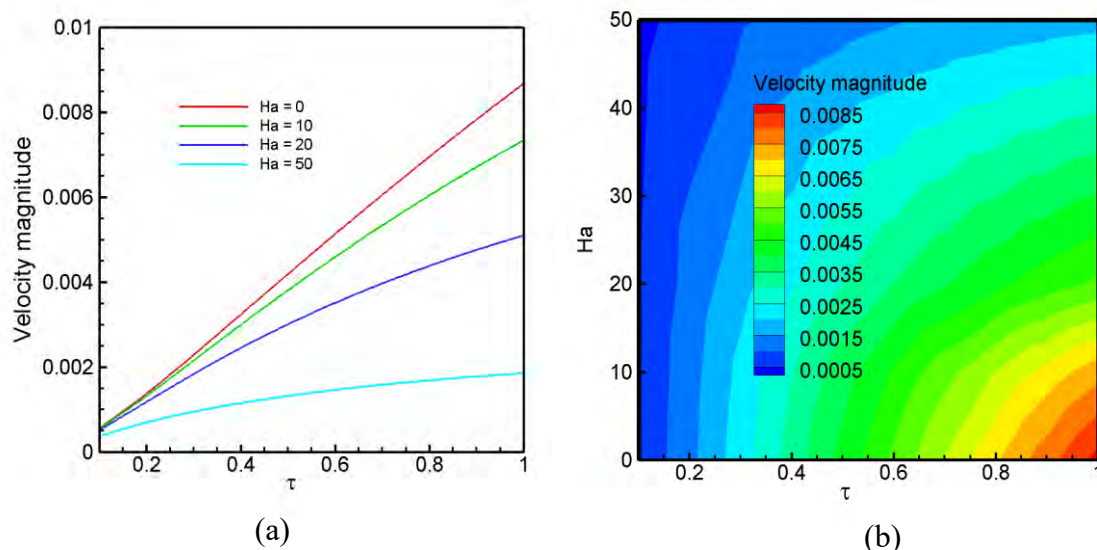 0.01
0.008
0.006
0.004
0.002
0
Velocity magnitude
Ha = 0
Ha = 10
Ha = 20
Ha = 50
0.2
0.4
0.6
0.8
1
τ
(a)
50
40
30
20
10
0
Ha
Velocity magnitude
0.0085
0.0075
0.0065
0.0055
0.0045
0.0035
0.0025
0.0015
0.0005
0.2
0.4
0.6
0.8
1
τ
(b)